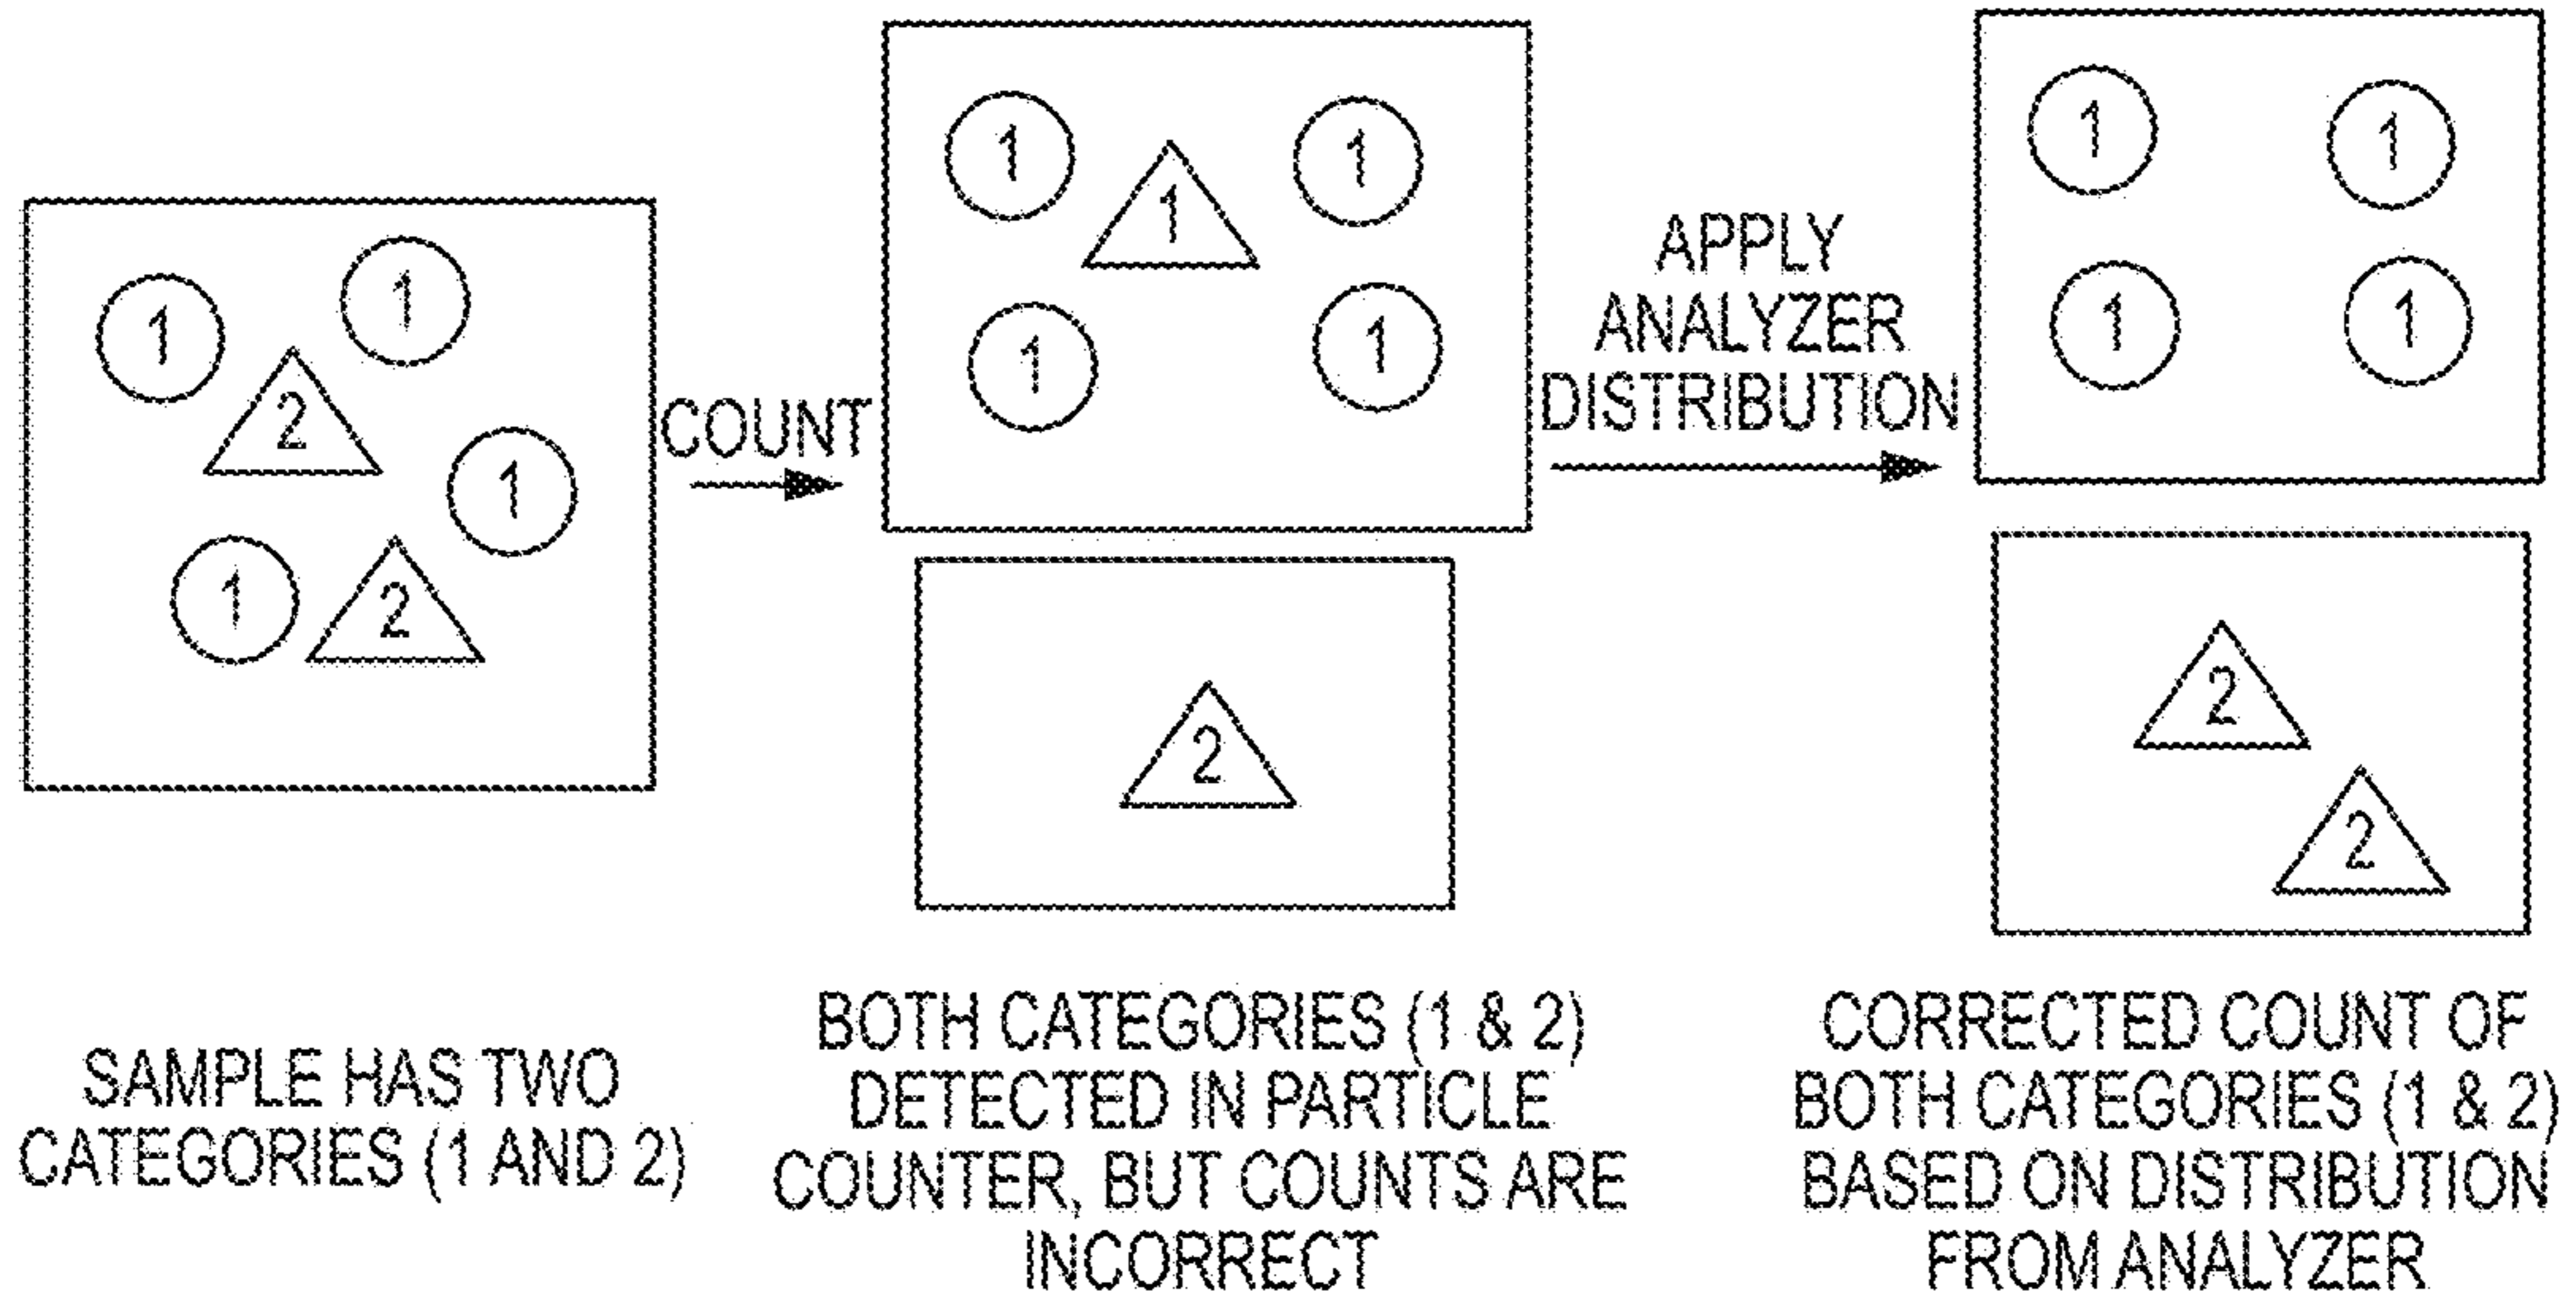 1
1
2
1
1
2
SAMPLE HAS TWO
CATEGORIES (1 AND 2)
COUNT
1
1
1
1
1
2
BOTH CATEGORIES (1 & 2)
DETECTED IN PARTICLE
COUNTER, BUT COUNTS ARE
INCORRECT
APPLY
ANALYZER
DISTRIBUTION
1
1
1
1
2
2
CORRECTED COUNT OF
BOTH CATEGORIES (1 & 2)
BASED ON DISTRIBUTION
FROM ANALYZER